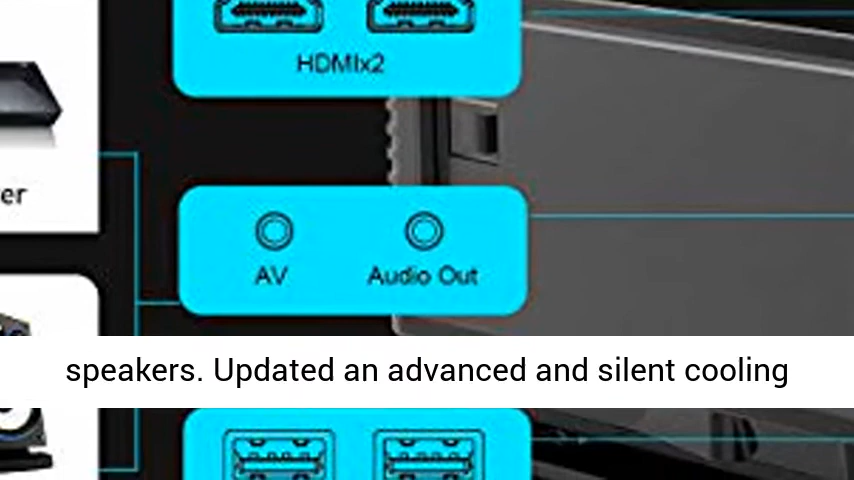 HDMIx2
er
AV
Audio Out
speakers. Updated an advanced and silent cooling